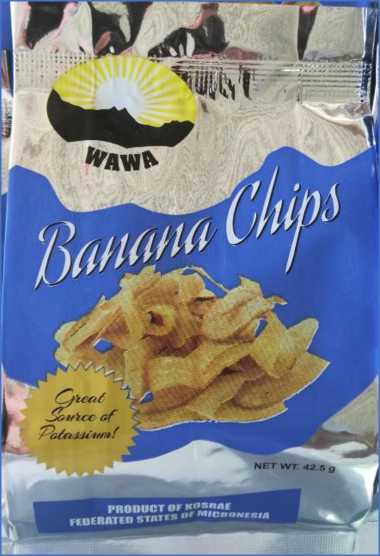 WAWA
Banana Chips
Great
Source of
Potassium!
NET WT. 42.5 g
PRODUCT OF KOSRAE
FEDERATED STATES OF MICRONESIA